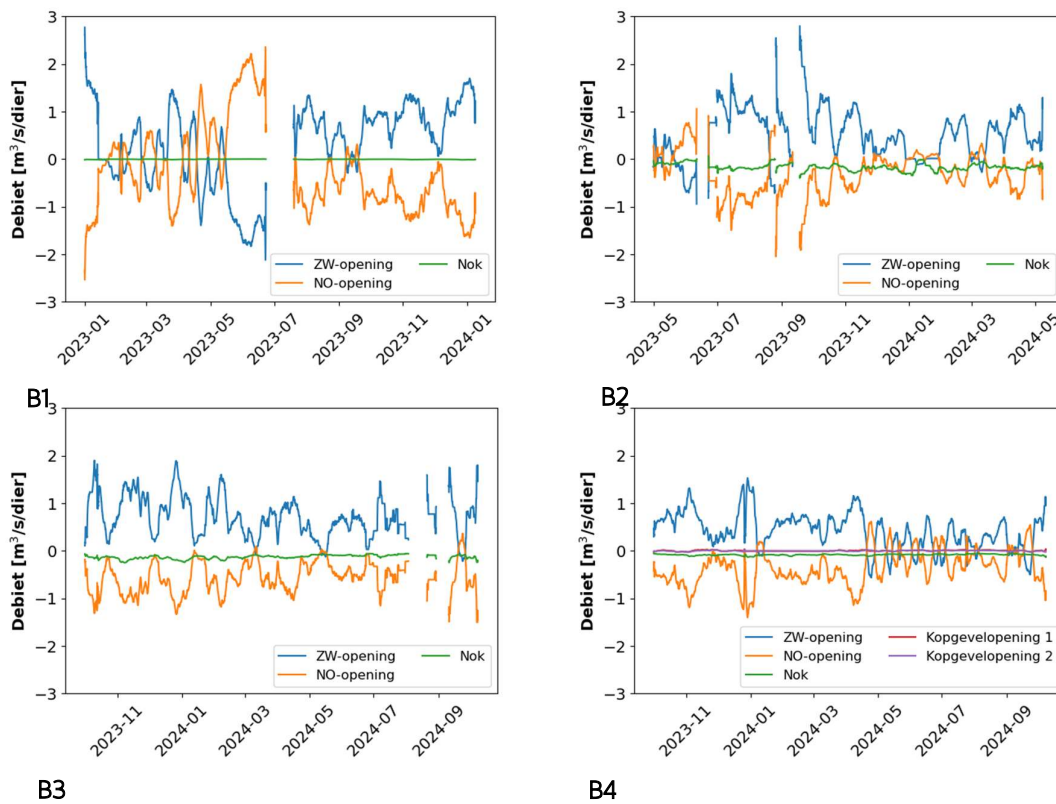 3
2
1
0
−1
−2
−3
Debiet [m³/s/dier]
ZW-opening
NO-opening
Nok
2023-01
2023-03
2023-05
2023-07
2023-09
2023-11
2024-01
B1
3
2
1
0
−1
−2
−3
Debiet [m³/s/dier]
ZW-opening
NO-opening
Nok
2023-05
2023-07
2023-09
2023-11
2024-01
2024-03
2024-05
B2
3
2
1
0
−1
−2
−3
Debiet [m³/s/dier]
ZW-opening
NO-opening
Nok
2023-11
2024-01
2024-03
2024-05
2024-07
2024-09
B3
3
2
1
0
−1
−2
−3
Debiet [m³/s/dier]
ZW-opening
NO-opening
Nok
Kopgevelopening 1
Kopgevelopening 2
2023-11
2024-01
2024-03
2024-05
2024-07
2024-09
B4